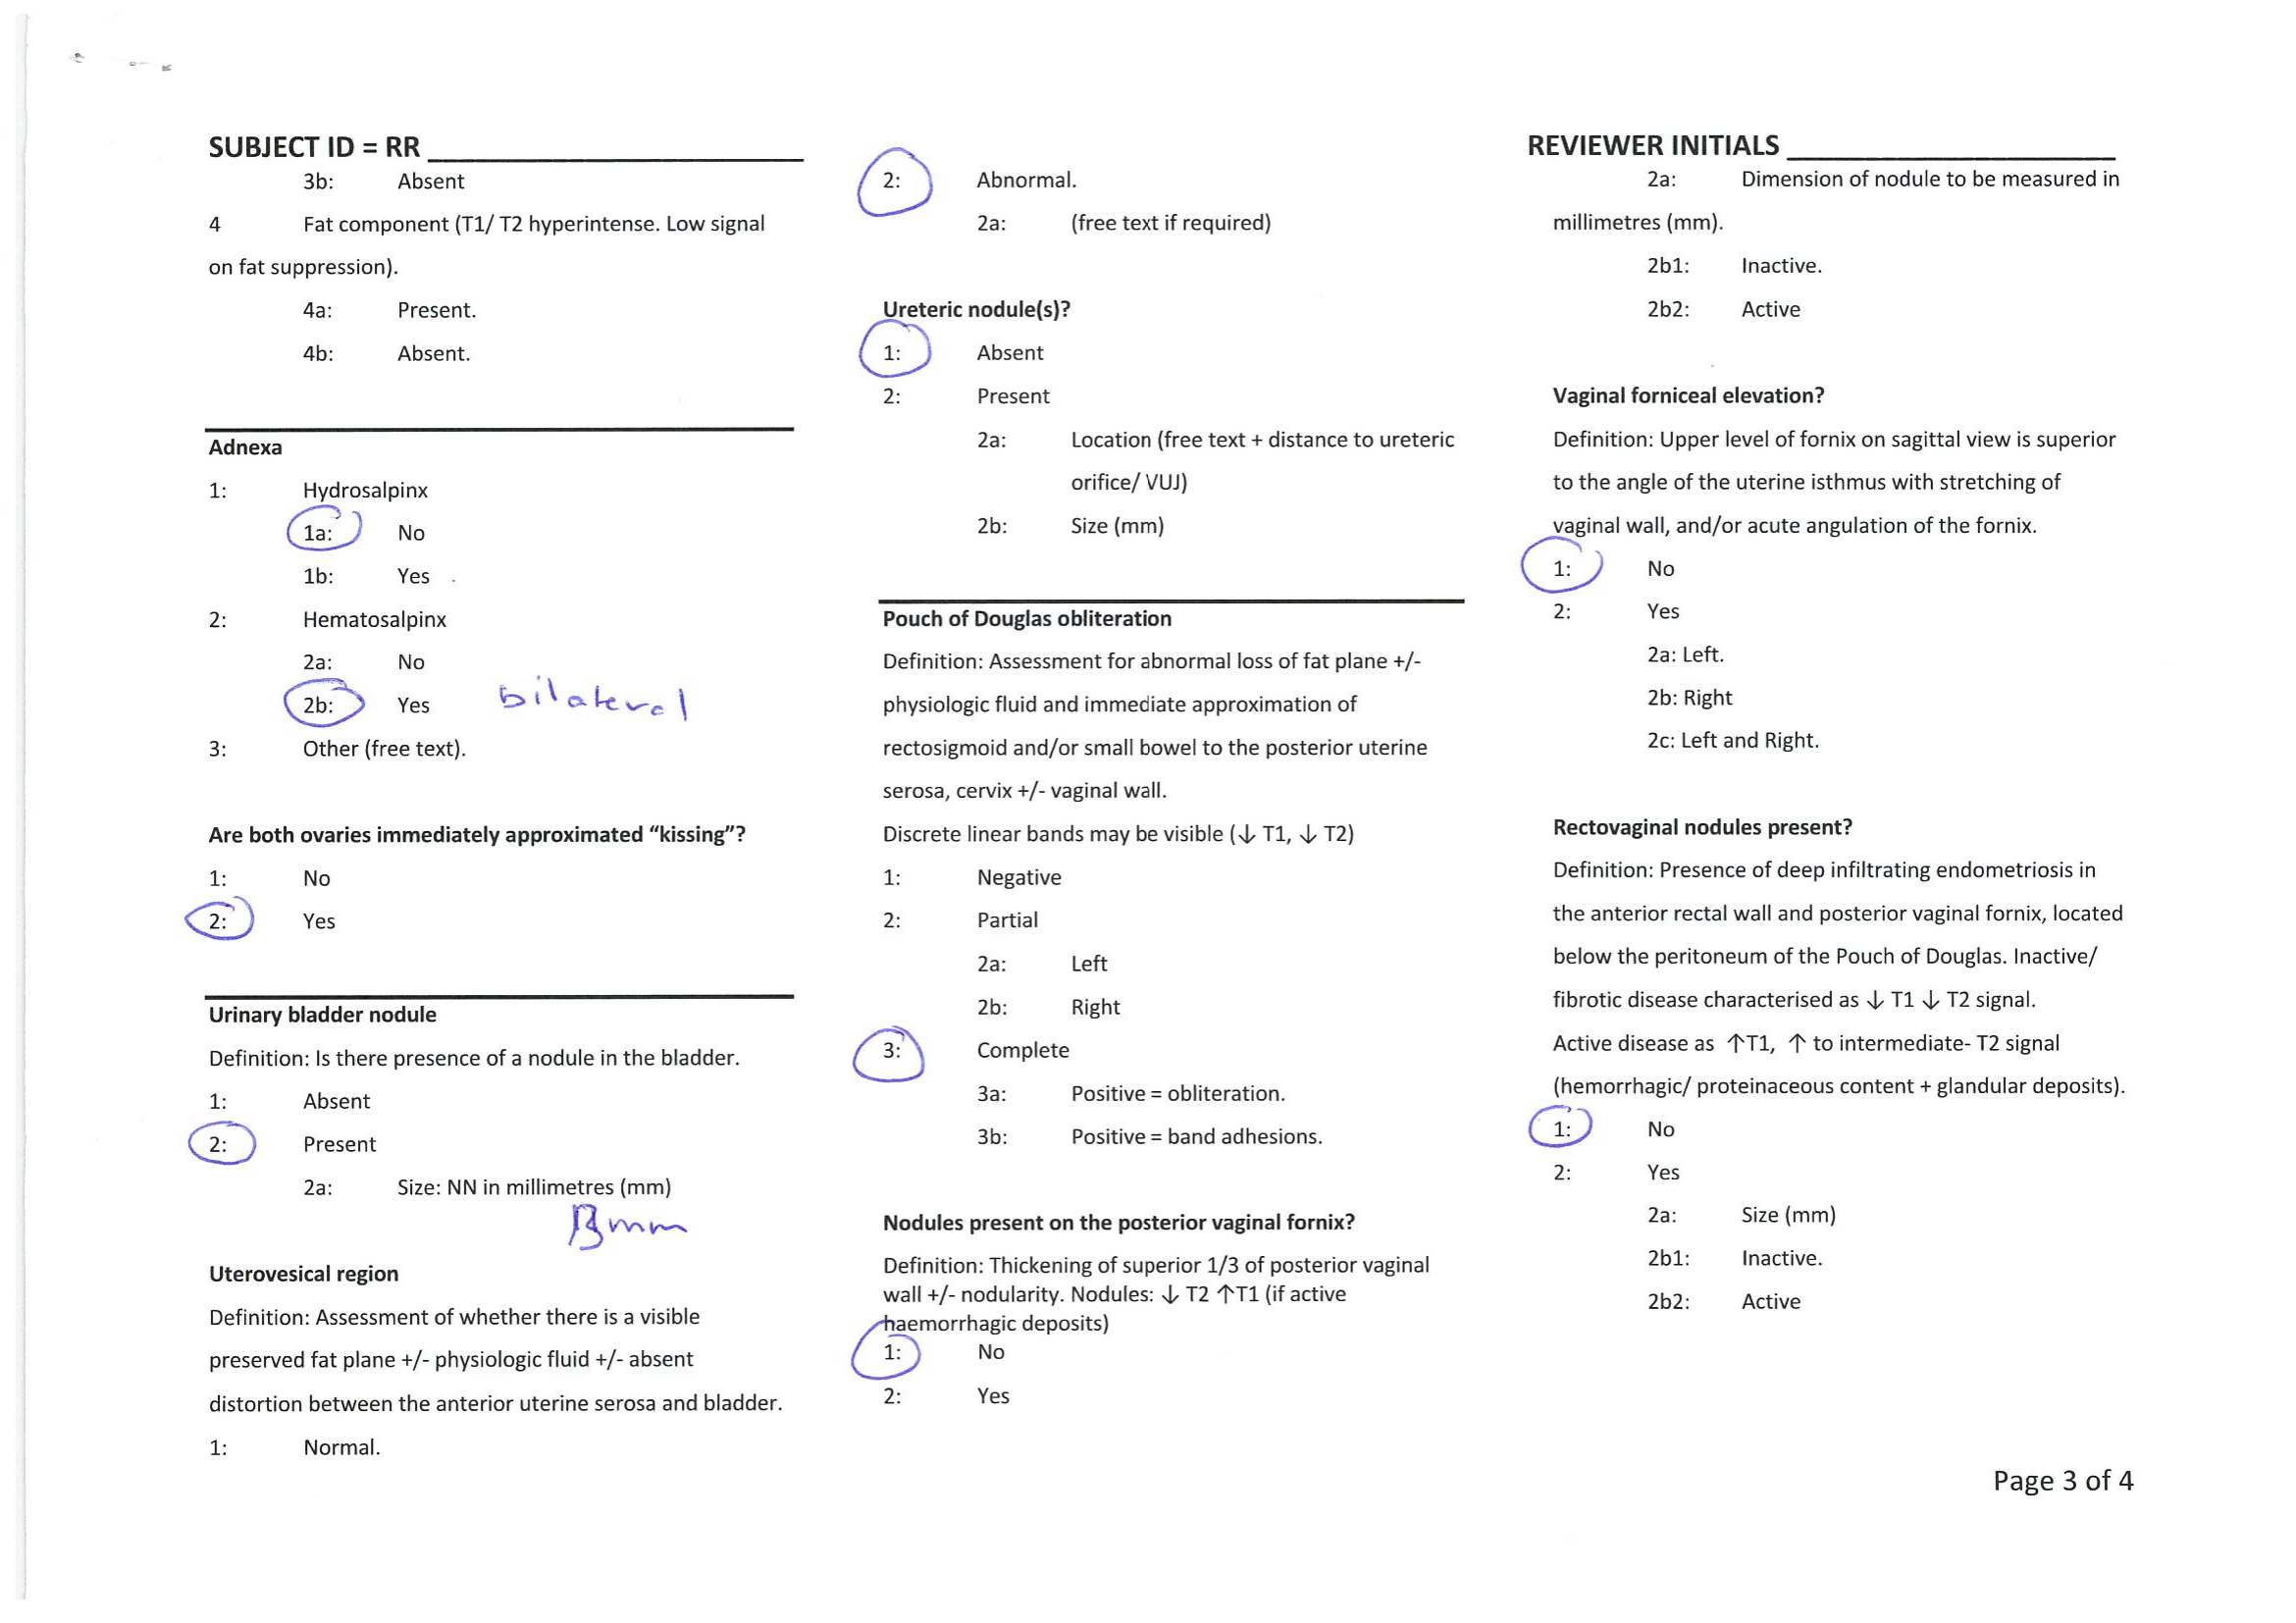 SUBJECT ID = RR
3b: Absent
4 Fat component (T1/ T2 hyperintense. Low signal
on fat suppression).
4a: Present.
4b: Absent.
Adnexa
1: Hydrosalpinx
1a: No
1b: Yes
2: Hematosalpinx
2a: No
2b: Yes bilateral
3: Other (free text).
Are both ovaries immediately approximated “kissing”?
1: No
2: Yes
Urinary bladder nodule
Definition: Is there presence of a nodule in the bladder.
1: Absent
2: Present
2a: Size: NN in millimetres (mm)
mm
Uterovesical region
Definition: Assessment of whether there is a visible
preserved fat plane +/- physiologic fluid +/- absent
distortion between the anterior uterine serosa and bladder.
1: Normal.
2: Abnormal.
2a: (free text if required)
Ureteric nodule(s)?
1: Absent
2: Present
2a: Location (free text + distance to ureteric
orifice/ VUJ)
2b: Size (mm)
Pouch of Douglas obliteration
Definition: Assessment for abnormal loss of fat plane +/-
physiologic fluid and immediate approximation of
rectosigmoid and/or small bowel to the posterior uterine
serosa, cervix +/- vaginal wall.
Discrete linear bands may be visible (↓ T1, ↓ T2)
1: Negative
2: Partial
2a: Left
2b: Right
3: Complete
3a: Positive = obliteration.
3b: Positive = band adhesions.
Nodules present on the posterior vaginal fornix?
Definition: Thickening of superior 1/3 of posterior vaginal
wall +/- nodularity. Nodules: ↓ T2 ↑T1 (if active
haemorrhagic deposits)
1: No
2: Yes
REVIEWER INITIALS
2a: Dimension of nodule to be measured in
millimetres (mm).
2b1: Inactive.
2b2: Active
Vaginal forniceal elevation?
Definition: Upper level of fornix on sagittal view is superior
to the angle of the uterine isthmus with stretching of
vaginal wall, and/or acute angulation of the fornix.
1: No
2: Yes
2a: Left.
2b: Right
2c: Left and Right.
Rectovaginal nodules present?
Definition: Presence of deep infiltrating endometriosis in
the anterior rectal wall and posterior vaginal fornix, located
below the peritoneum of the Pouch of Douglas. Inactive/
fibrotic disease characterised as ↓ T1 ↓ T2 signal.
Active disease as ↑T1, ↑ to intermediate- T2 signal
(hemorrhagic/ proteinaceous content + glandular deposits).
1: No
2: Yes
2a: Size (mm)
2b1: Inactive.
2b2: Active
Page 3 of 4